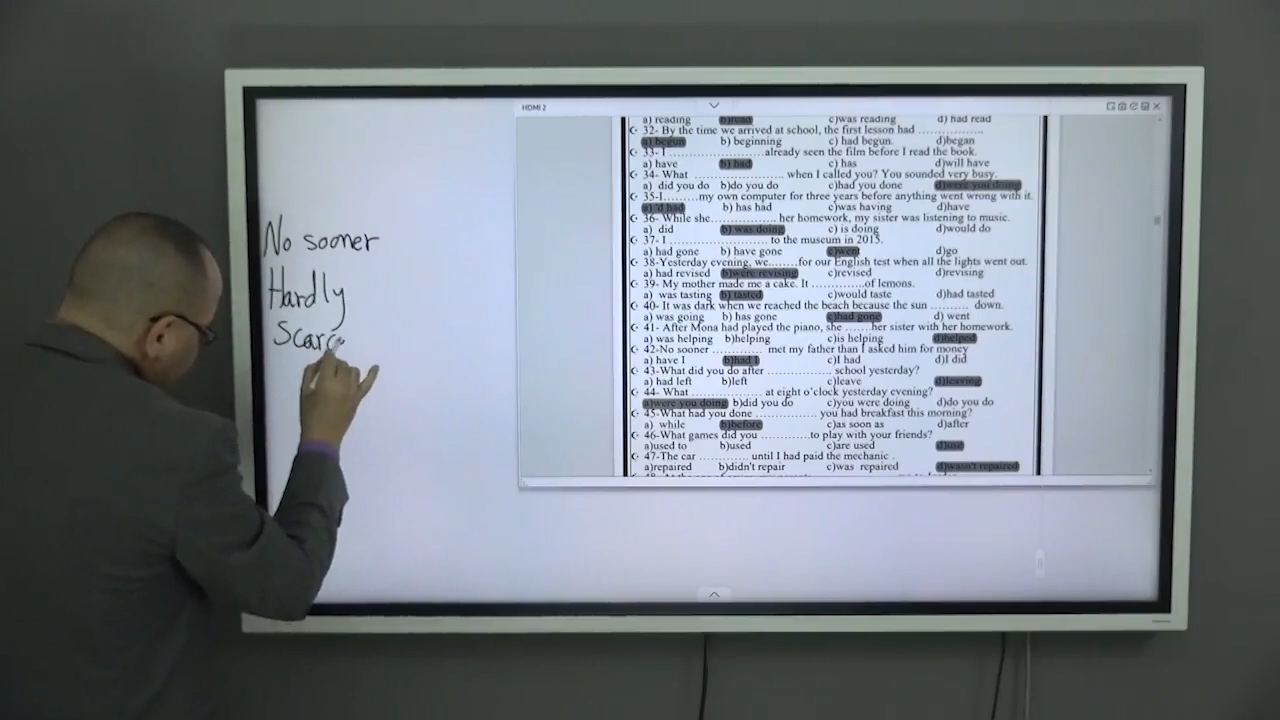 No sooner
Hardly
Scarc
HDMI 2
a) reading b)read c)was reading d) had read
32- By the time we arrived at school, the first lesson had ................
a) begun b) beginning c) had begun. d)began
33- I ........................already seen the film before I read the book.
a) have b) had c) has d)will have
34- What ........................ when I called you? You sounded very busy.
a) did you do b)do you do c)had you done d)were you doing
35-I.........my own computer for three years before anything went wrong with it.
a) 'd had b) has had c)was having d)have
36- While she................. her homework, my sister was listening to music.
a) did b) was doing c) is doing d)would do
37- I ......................... to the museum in 2015.
a) had gone b) have gone c)went d)go
38-Yesterday evening, we........for our English test when all the lights went out.
a) had revised b)were revising c)revised d)revising
39- My mother made me a cake. It .............of lemons.
a) was tasting b) tasted c)would taste d)had tasted
40- It was dark when we reached the beach because the sun .......... down.
a) was going b) has gone c)had gone d) went
41- After Mona had played the piano, she .......her sister with her homework.
a) was helping b)helping c)is helping d)helped
42-No sooner ............. met my father than I asked him for money
a) have I b)had I c)I had d)I did
43-What did you do after ................ school yesterday?
a) had left b)left c)leave d)leaving
44- What .................. at eight o'clock yesterday evening?
a)were you doing b)did you do c)you were doing d)do you do
45-What had you done ............... you had breakfast this morning?
a) while b)before c)as soon as d)after
46-What games did you ............to play with your friends?
a)used to b)used c)are used d)use
47-The car ............ until I had paid the mechanic .
a)repaired b)didn't repair c)was repaired d)wasn't repaired